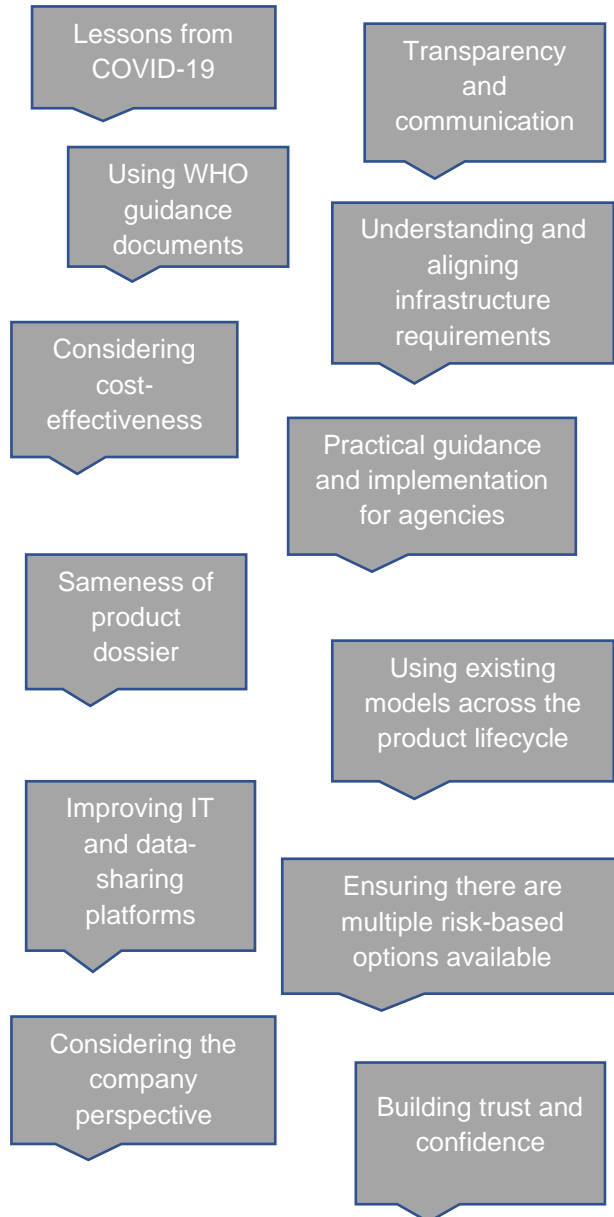 Lessons from
COVID-19
Transparency
and
communication
Using WHO
guidance
documents
Understanding and
aligning
infrastructure
requirements
Considering
cost-
effectiveness
Practical guidance
and implementation
for agencies
Sameness of
product
dossier
Using existing
models across the
product lifecycle
Improving IT
and data-
sharing
platforms
Ensuring there are
multiple risk-based
options available
Considering the
company
perspective
Building trust and
confidence